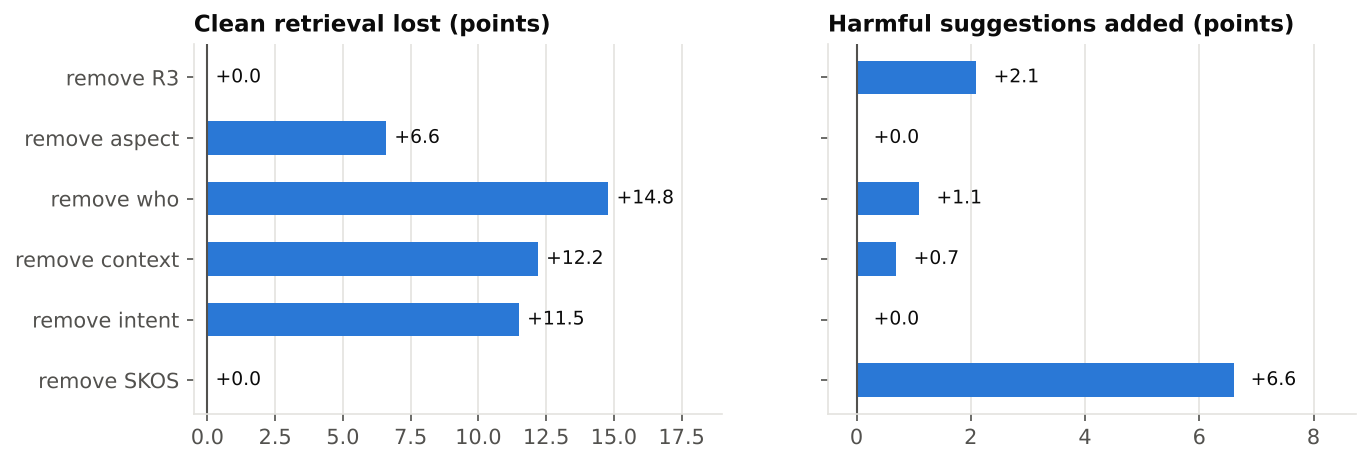 Clean retrieval lost (points)
remove R3
+0.0
remove aspect
+6.6
remove who
+14.8
remove context
+12.2
remove intent
+11.5
remove SKOS
+0.0
0.0 2.5 5.0 7.5 10.0 12.5 15.0 17.5
Harmful suggestions added (points)
+2.1
+0.0
+1.1
+0.7
+0.0
+6.6
0 2 4 6 8